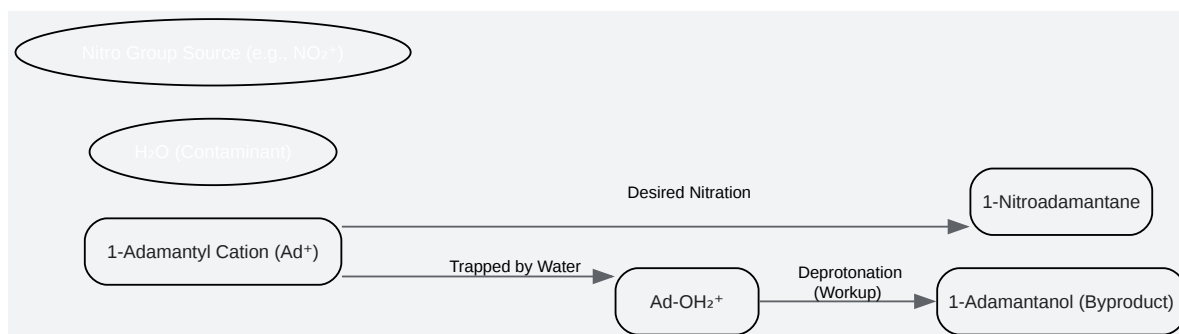 Nitro Group Source (e.g., NO₂⁺)
H₂O (Contaminant)
Desired Nitration
1-Nitroadamantane
1-Adamantyl Cation (Ad⁺)
Trapped by Water
Deprotonation
(Workup)
Ad-OH₂⁺
1-Adamantanol (Byproduct)